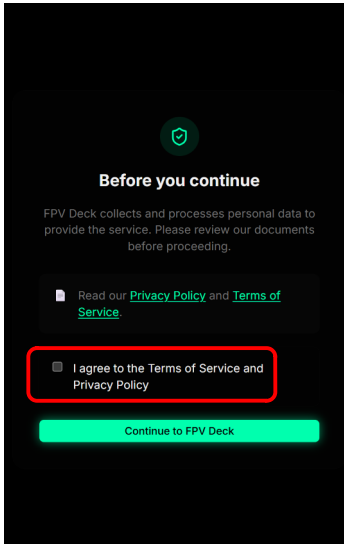 Before you continue
FPV Deck collects and processes personal data to
provide the service. Please review our documents
before proceeding.
Read our Privacy Policy and Terms of
Service.
I agree to the Terms of Service and
Privacy Policy
Continue to FPV Deck